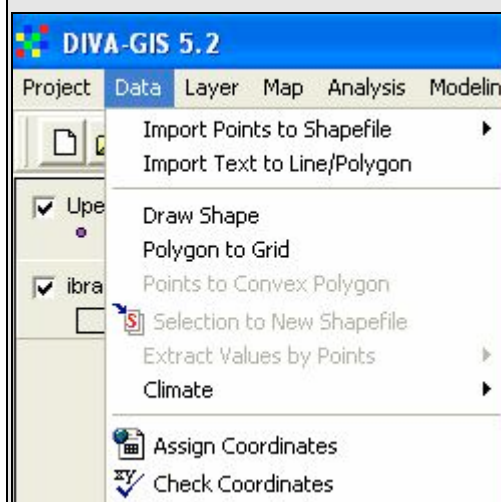 DIVA-GIS 5.2
Project Data Layer Map Analysis Modelin
Import Points to Shapefile
Import Text to Line/Polygon
Upe
Draw Shape
Polygon to Grid
ibra
Points to Convex Polygon
S Selection to New Shapefile
Extract Values by Points
Climate
Assign Coordinates
xy Check Coordinates